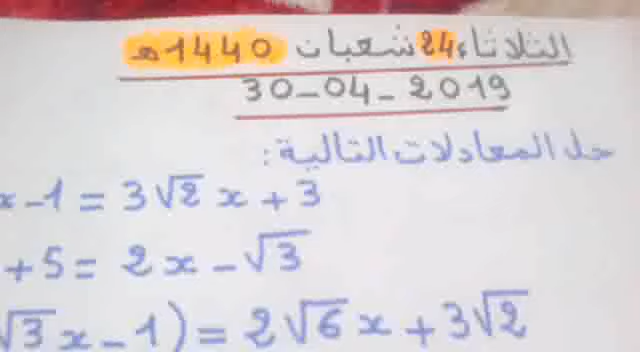 الثلاثاء 24 شعبان 1440هـ
30-04-2019
حل المعادلات التالية:
x-1 = 3√2 x + 3
+5 = 2x - √3
√3 x - 1) = 2√6 x + 3√2